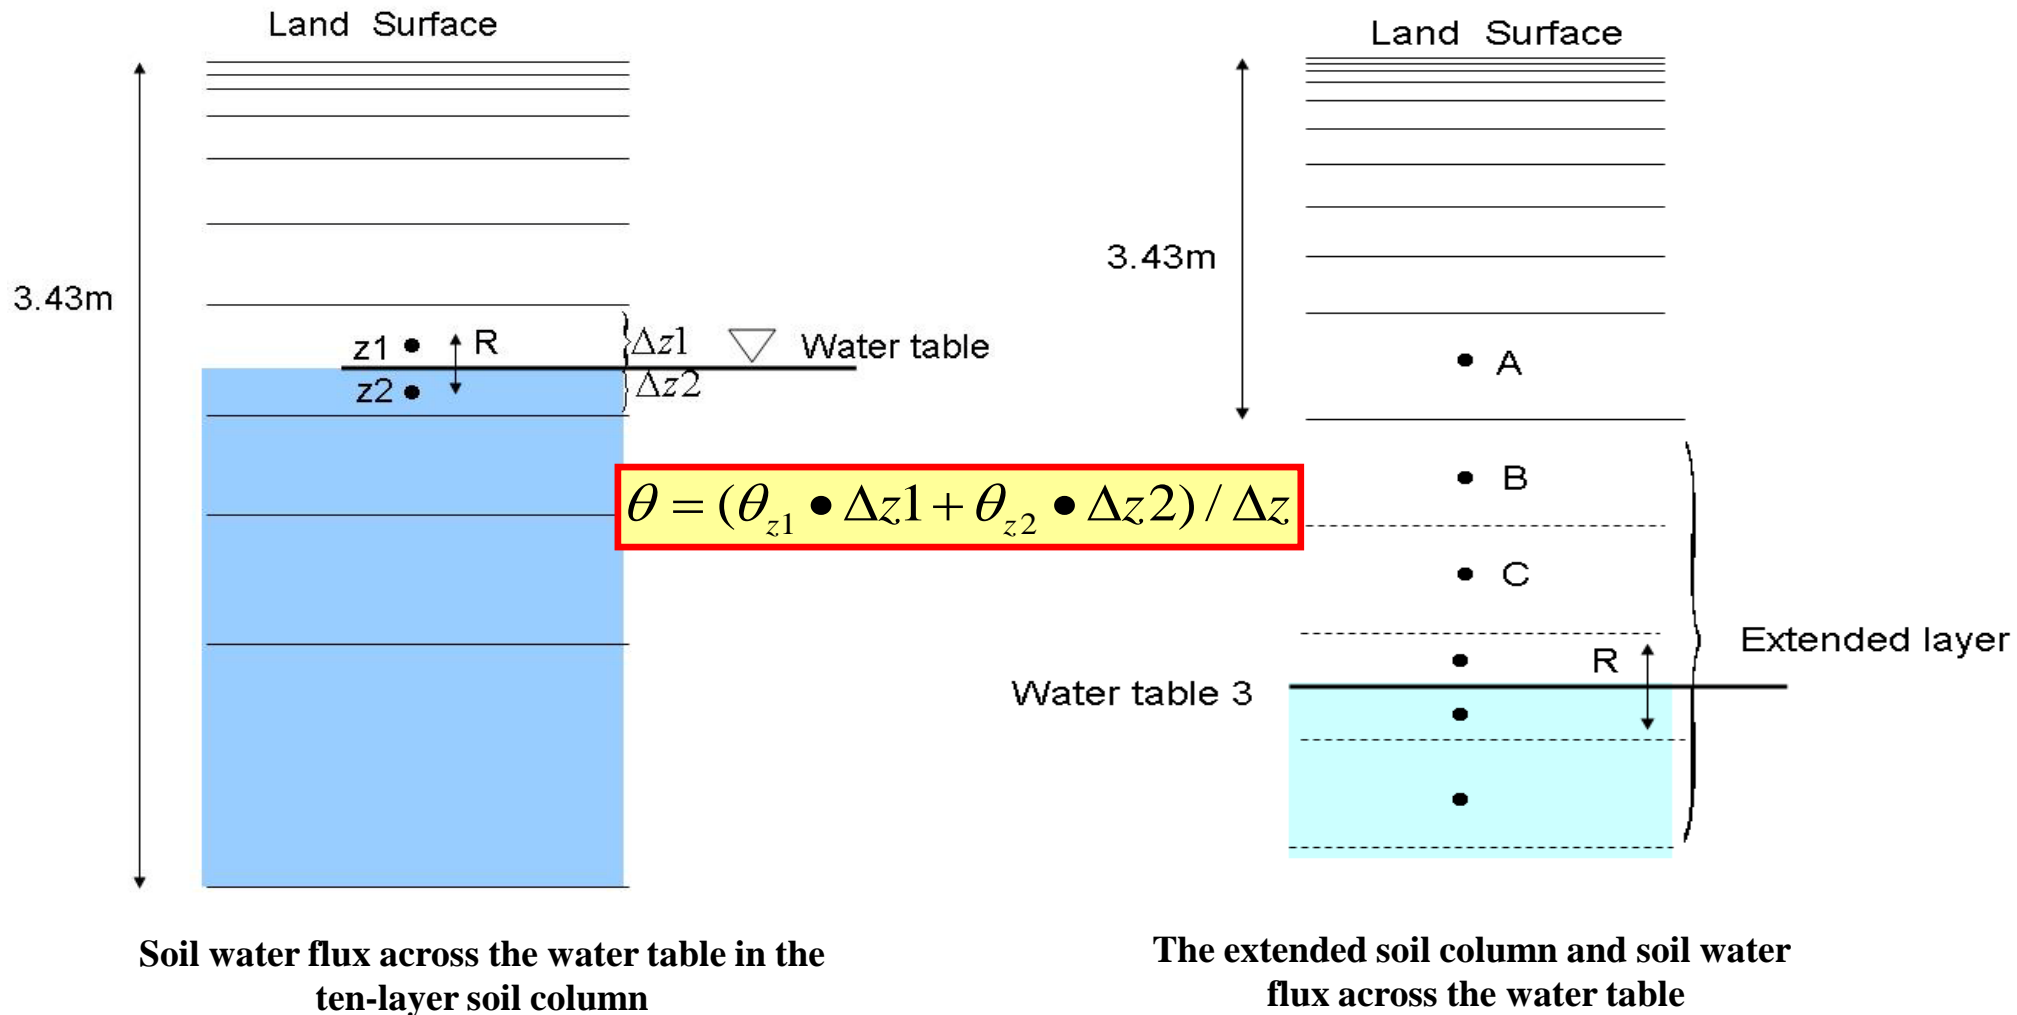 Land Surface
3.43m
z1 • R Δz1 Water table
z2 • Δz2
θ = (θz1 • Δz1 + θz2 • Δz2) / Δz
Soil water flux across the water table in the
ten-layer soil column
Land Surface
3.43m
A
B
C
R
Extended layer
Water table 3
The extended soil column and soil water
flux across the water table